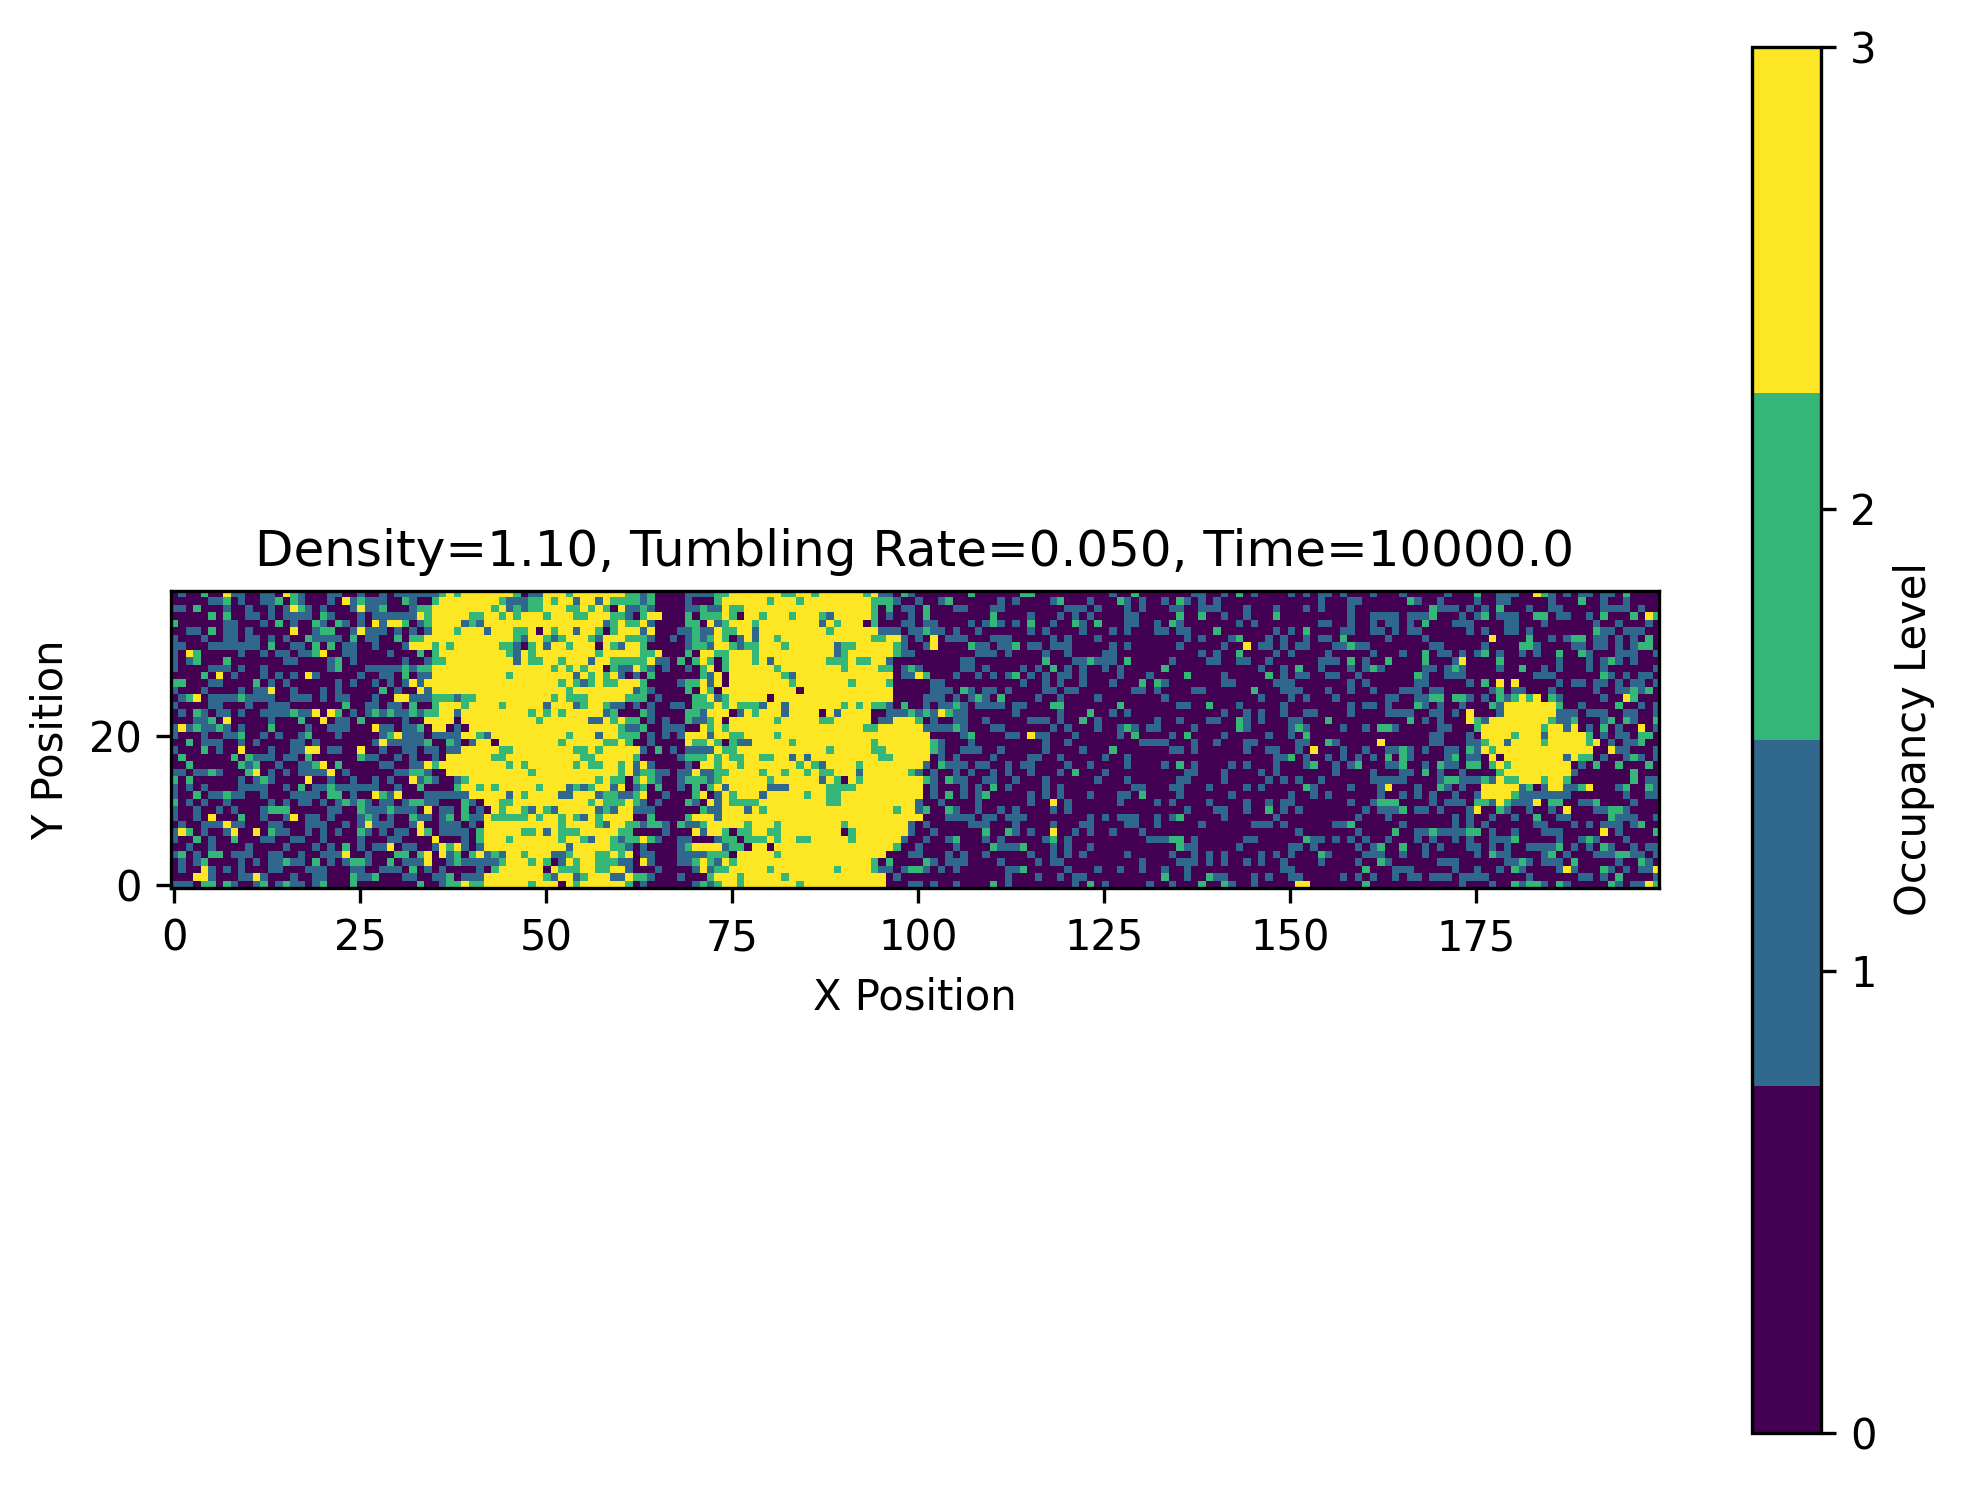 Density=1.10, Tumbling Rate=0.050, Time=10000.0
Y Position
20
0
0 25 50 75 100 125 150 175
X Position
3
2
1
0
Occupancy Level